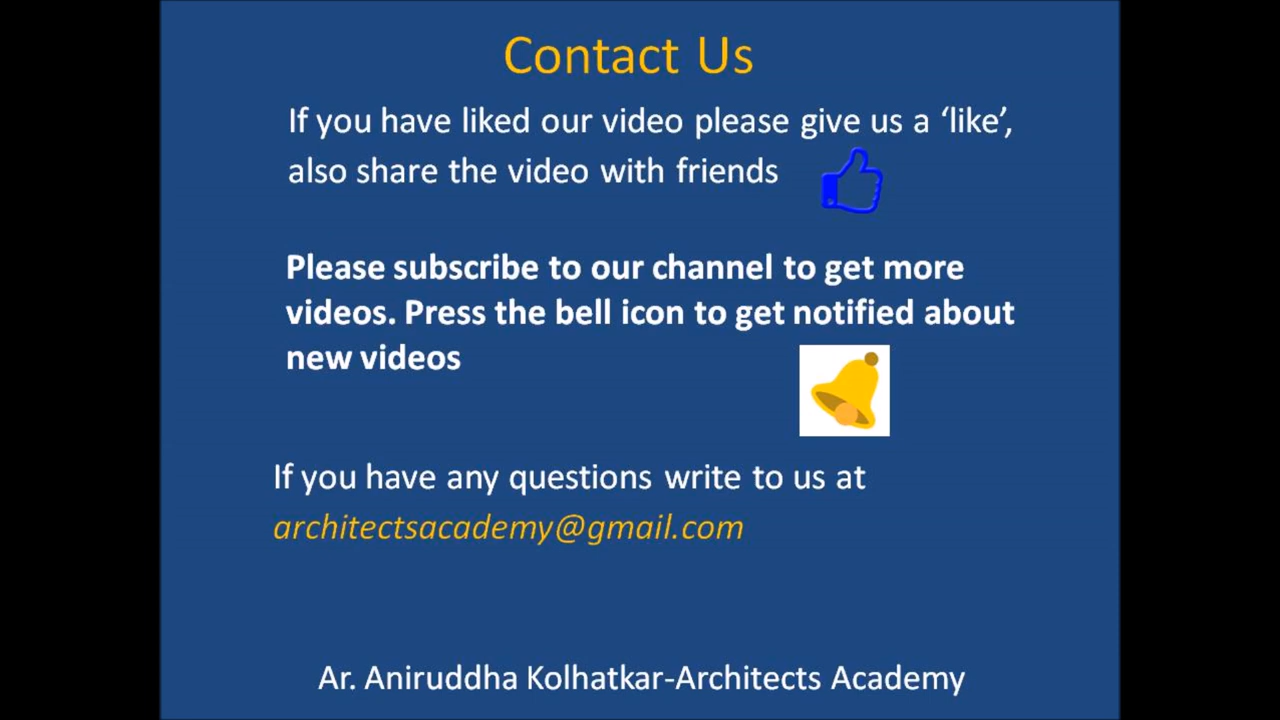 Contact Us
If you have liked our video please give us a ‘like’,
also share the video with friends
Please subscribe to our channel to get more
videos. Press the bell icon to get notified about
new videos
If you have any questions write to us at
architectsacademy@gmail.com
Ar. Aniruddha Kolhatkar-Architects Academy